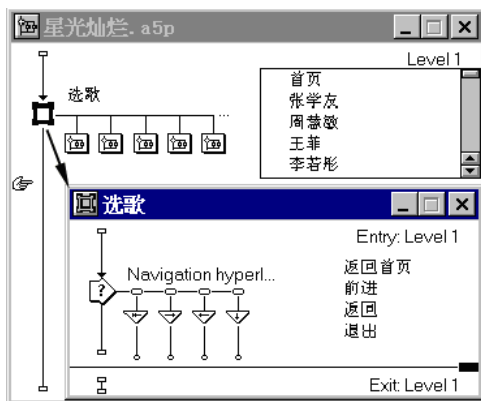 星光灿烂.a5p
Level 1
选歌
...
首页
张学友
周慧敏
王菲
李若彤
选歌
Entry: Level 1
Navigation hyperl...
?
返回首页
前进
返回
退出
Exit: Level 1